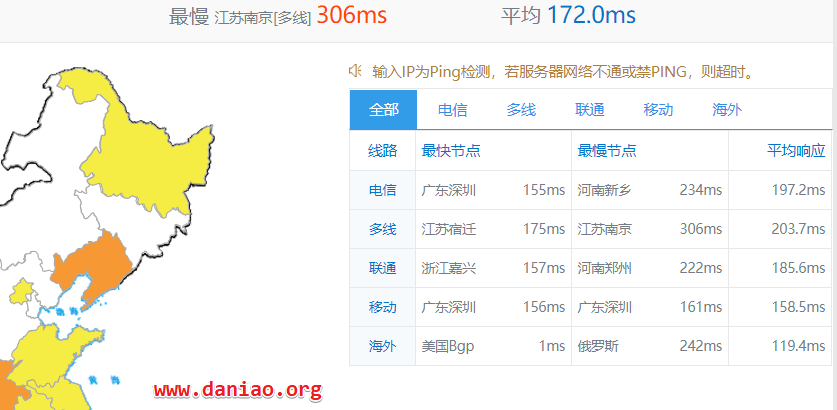 最慢 江苏南京[多线] 306ms 平均 172.0ms
输入IP为Ping检测，若服务器网络不通或禁PING，则超时。
全部 电信 多线 联通 移动 海外
线路 最快节点 最慢节点 平均响应
电信 广东深圳 155ms 河南新乡 234ms 197.2ms
多线 江苏宿迁 175ms 江苏南京 306ms 203.7ms
联通 浙江嘉兴 157ms 河南郑州 222ms 185.6ms
移动 广东深圳 156ms 广东深圳 161ms 158.5ms
海外 美国Bgp 1ms 俄罗斯 242ms 119.4ms
www.daniao.org